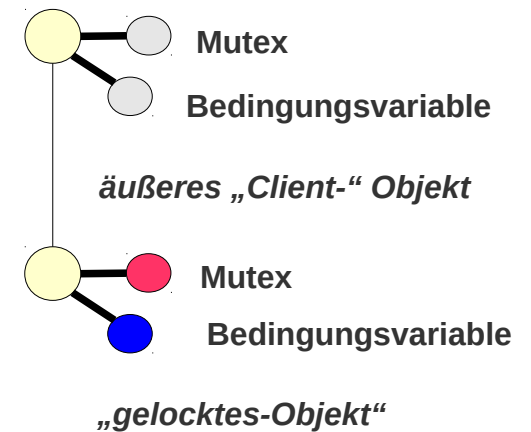 Mutex
Bedingungsvariable
äußeres „Client-“ Objekt
Mutex
Bedingungsvariable
„gelocktes-Objekt“